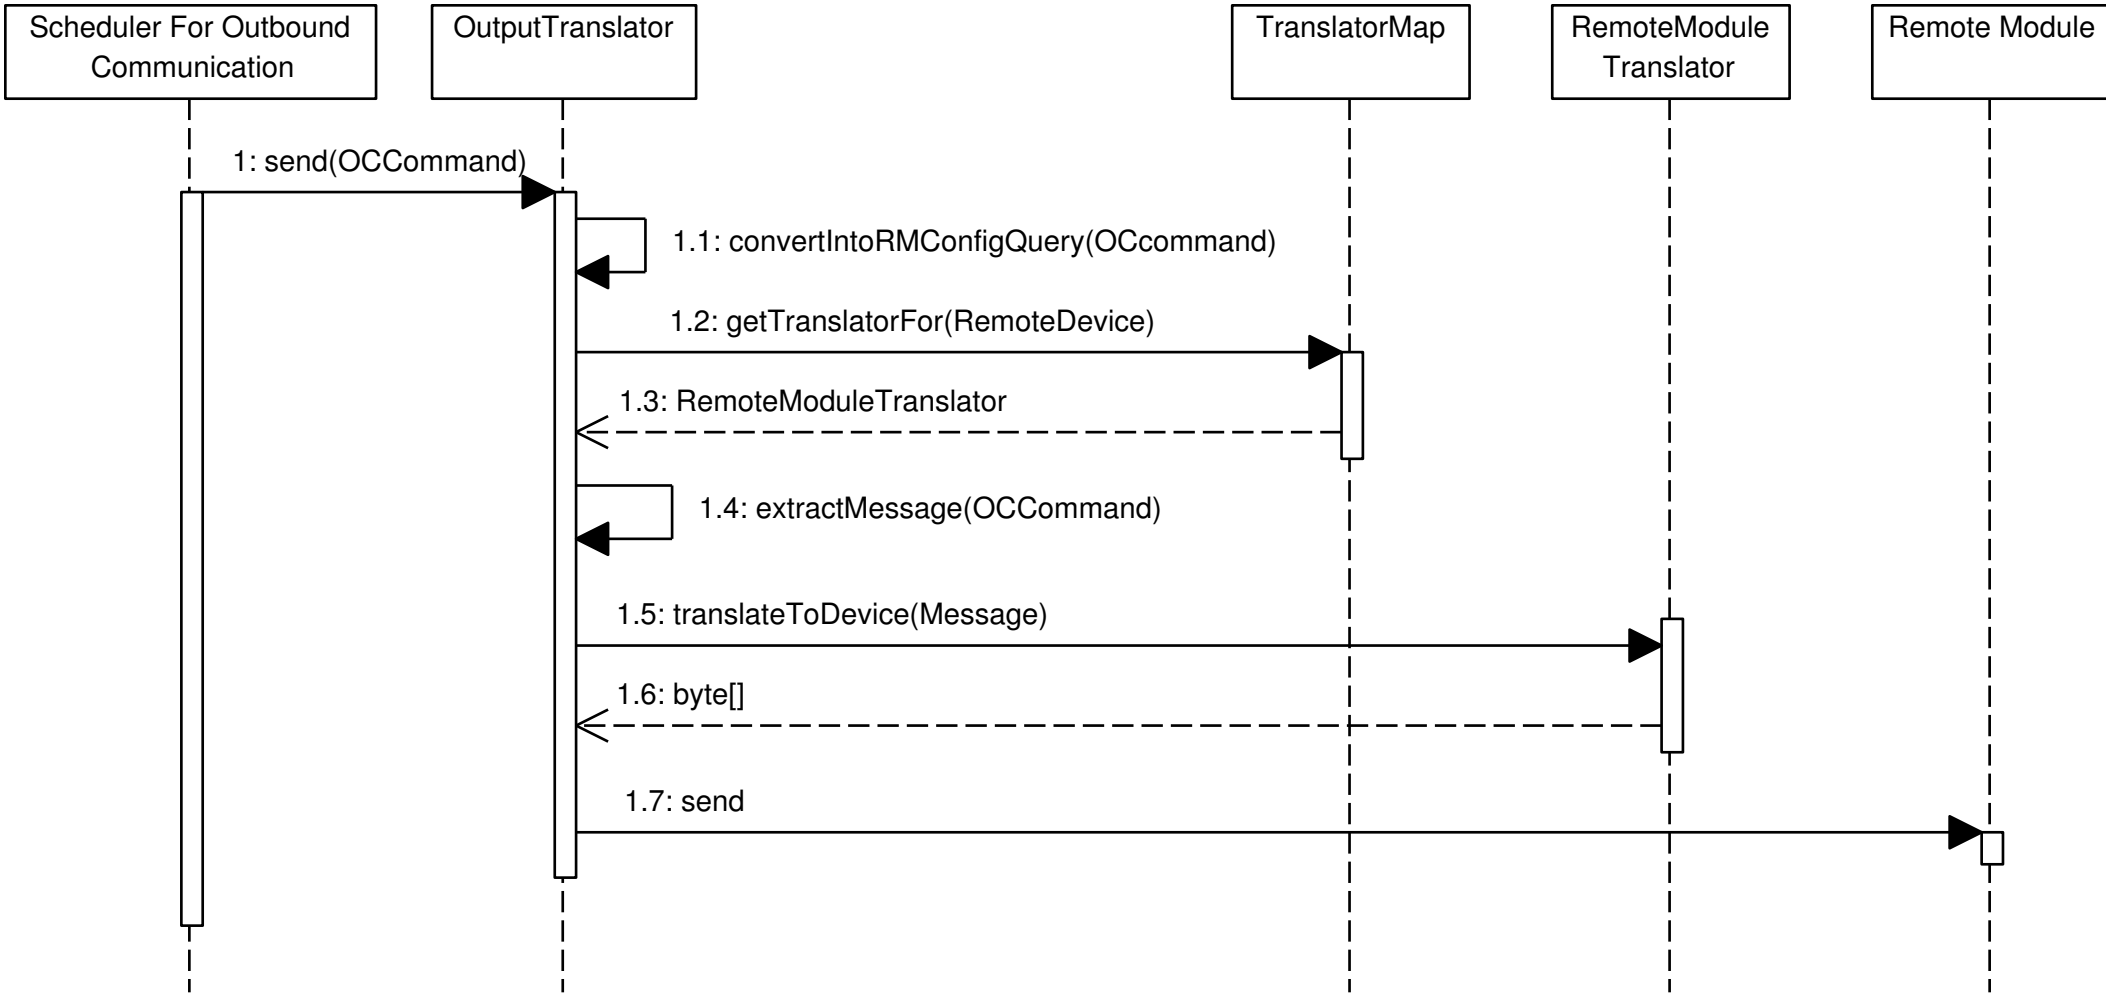 Scheduler For Outbound
Communication
OutputTranslator
TranslatorMap
RemoteModule
Translator
Remote Module
1: send(OCCommand)
1.1: convertIntoRMConfigQuery(OCcommand)
1.2: getTranslatorFor(RemoteDevice)
1.3: RemoteModuleTranslator
1.4: extractMessage(OCCommand)
1.5: translateToDevice(Message)
1.6: byte[]
1.7: send